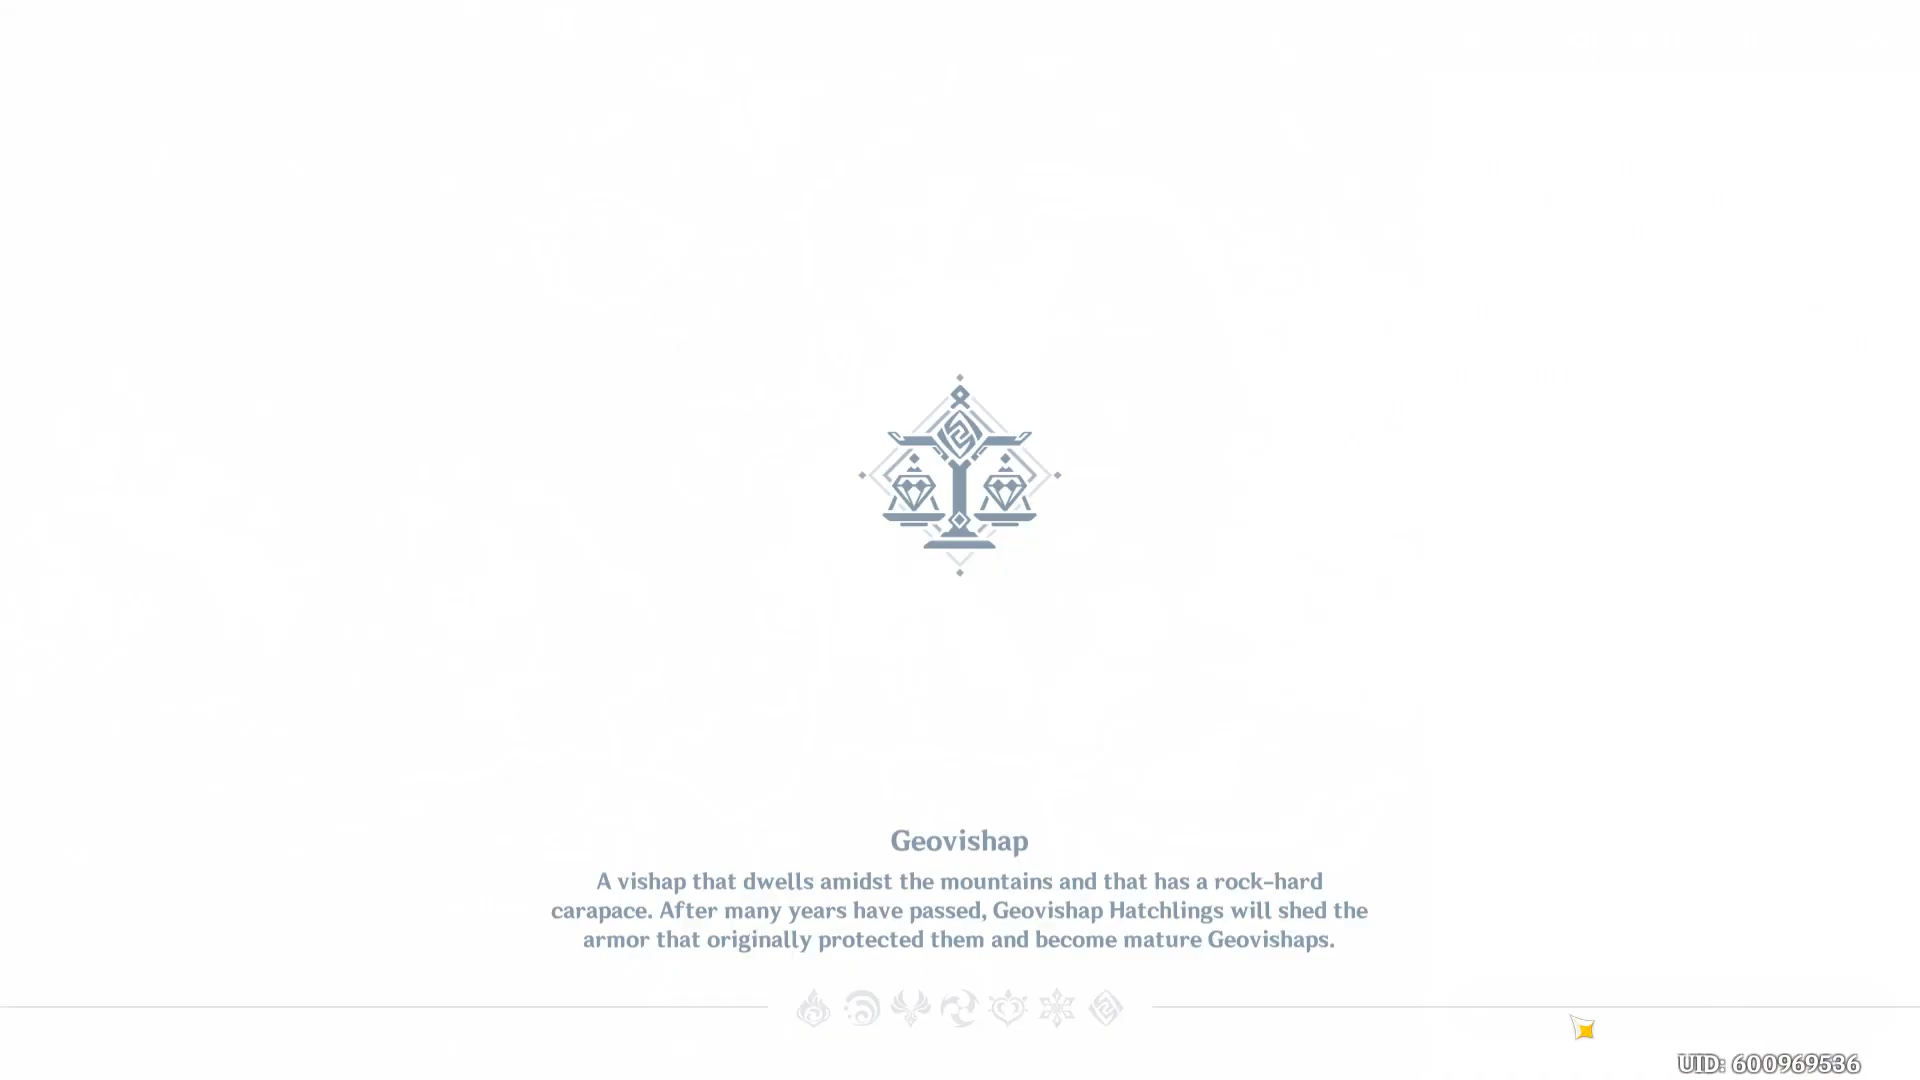 Geovishap
A vishap that dwells amidst the mountains and that has a rock-hard
carapace. After many years have passed, Geovishap Hatchlings will shed the
armor that originally protected them and become mature Geovishaps.
UID: 600969536